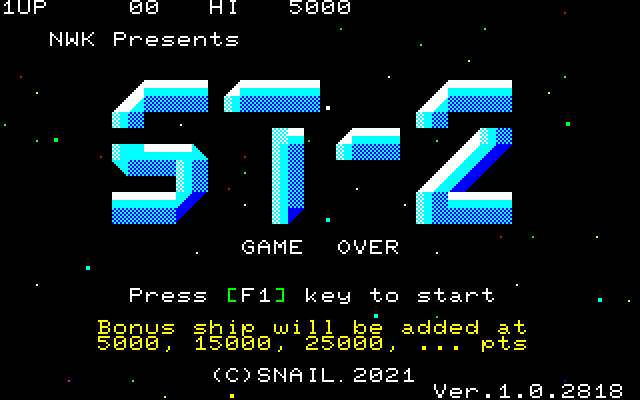 1UP 00 HI 5000
NWK Presents
ST-2
GAME OVER
Press [F1] key to start
Bonus ship will be added at
5000, 15000, 25000, ... pts
(C)SNAIL.2021
Ver.1.0.2818